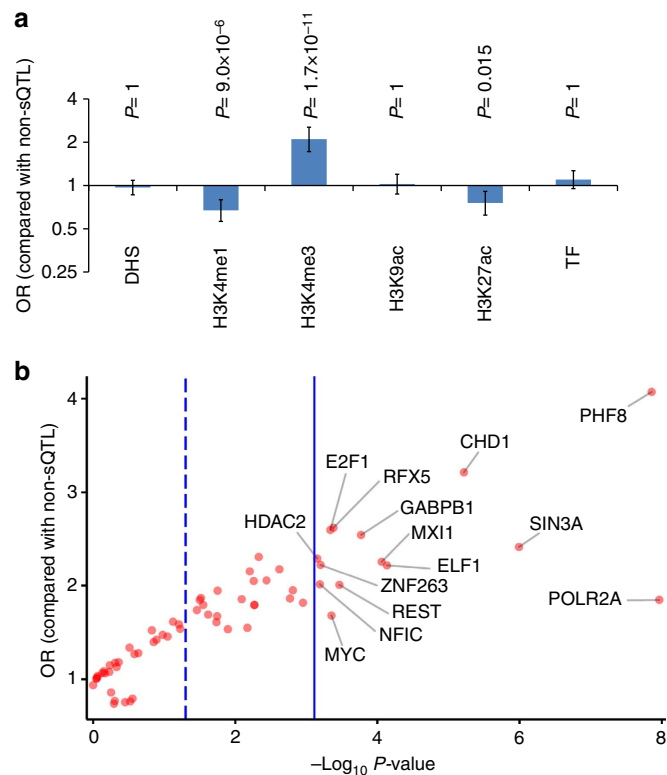 a
P= 1
P= 9.0×10⁻⁶
P= 1.7×10⁻¹¹
P= 1
P= 0.015
P= 1
OR (compared with non-sQTL)
4
2
1
0.5
0.25
DHS
H3K4me1
H3K4me3
H3K9ac
H3K27ac
TF
b
OR (compared with non-sQTL)
4
3
2
1
PHF8
CHD1
E2F1
RFX5
GABPB1
HDAC2
MXI1
SIN3A
ELF1
ZNF263
POLR2A
REST
NFIC
MYC
0
2
4
6
8
–Log₁₀ P-value